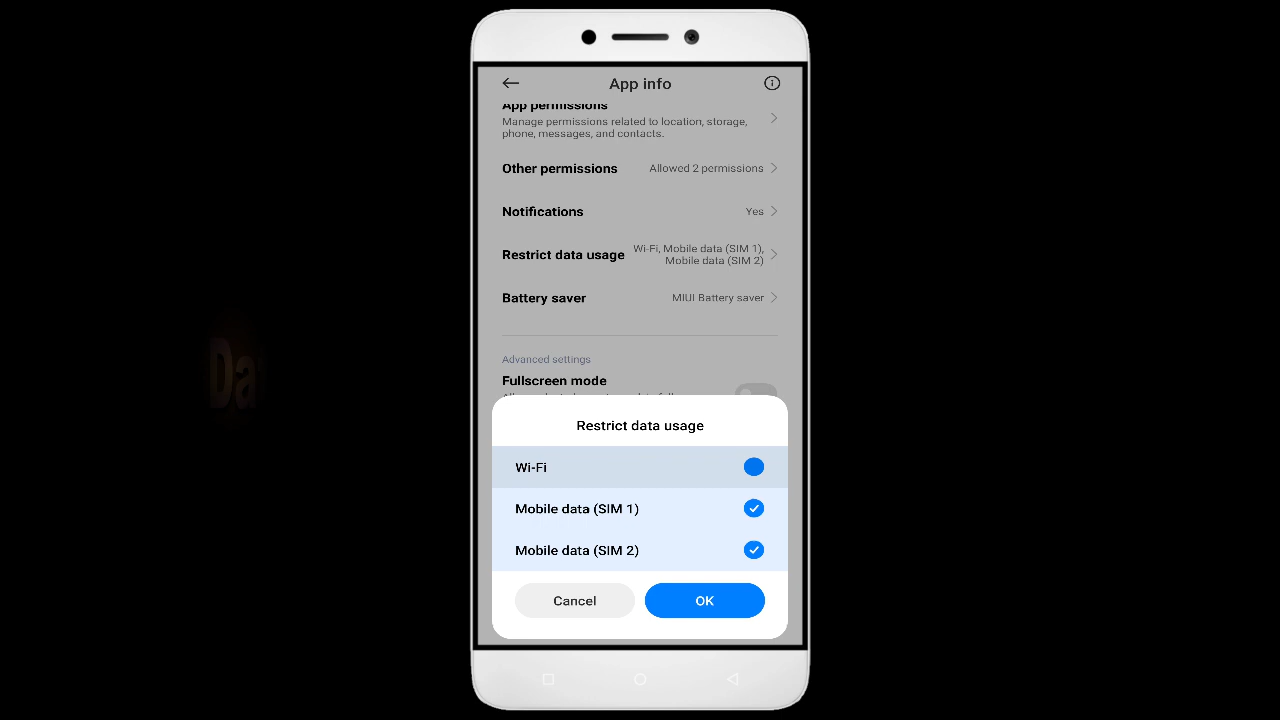 App info
App permissions
Manage permissions related to location, storage,
phone, messages, and contacts.
Other permissions
Allowed 2 permissions
Notifications
Yes
Restrict data usage
Wi-Fi, Mobile data (SIM 1),
Mobile data (SIM 2)
Battery saver
MIUI Battery saver
Advanced settings
Fullscreen mode
Restrict data usage
Wi-Fi
Mobile data (SIM 1)
Mobile data (SIM 2)
Cancel
OK
Da